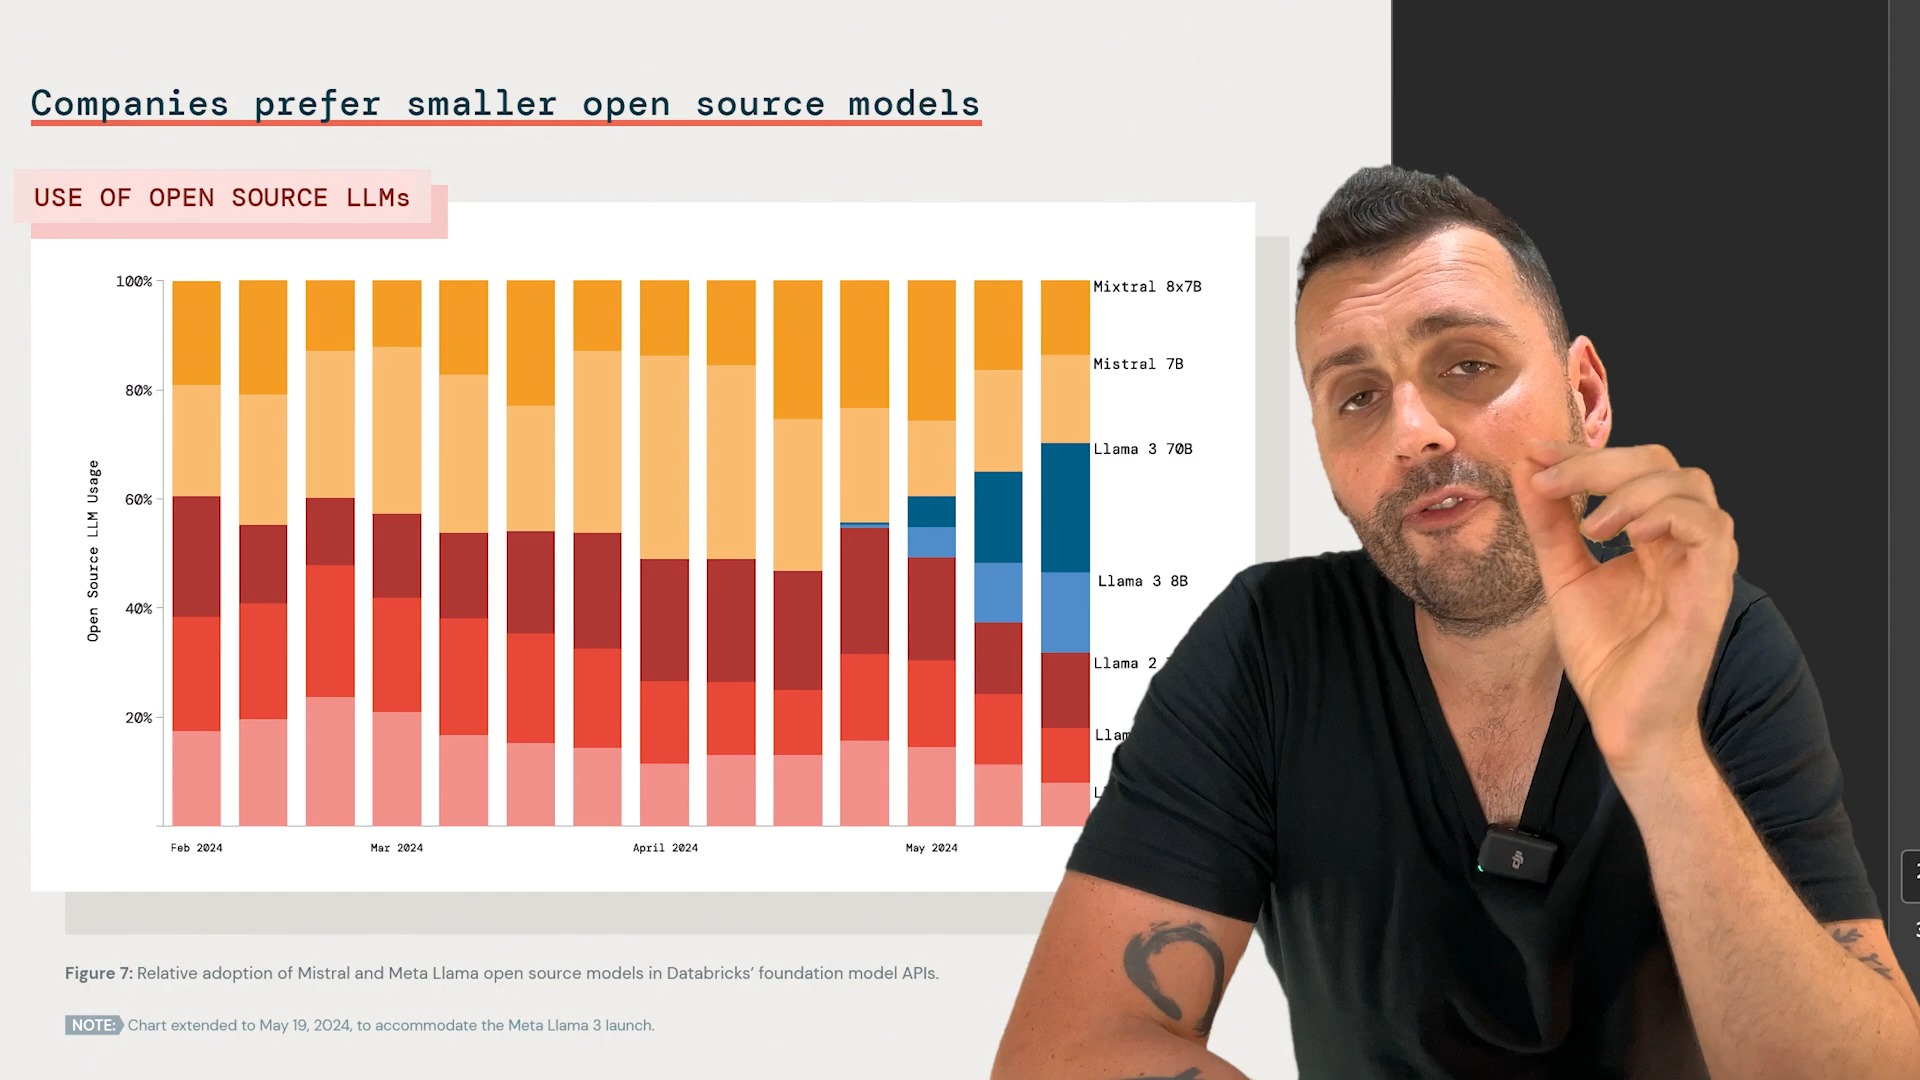 Companies prefer smaller open source models
USE OF OPEN SOURCE LLMs
100%
80%
60%
40%
20%
Open Source LLM Usage
Mixtral 8x7B
Mistral 7B
Llama 3 70B
Llama 3 8B
Llama 2
Feb 2024
Mar 2024
April 2024
May 2024
Figure 7: Relative adoption of Mistral and Meta Llama open source models in Databricks’ foundation model APIs.
NOTE: Chart extended to May 19, 2024, to accommodate the Meta Llama 3 launch.